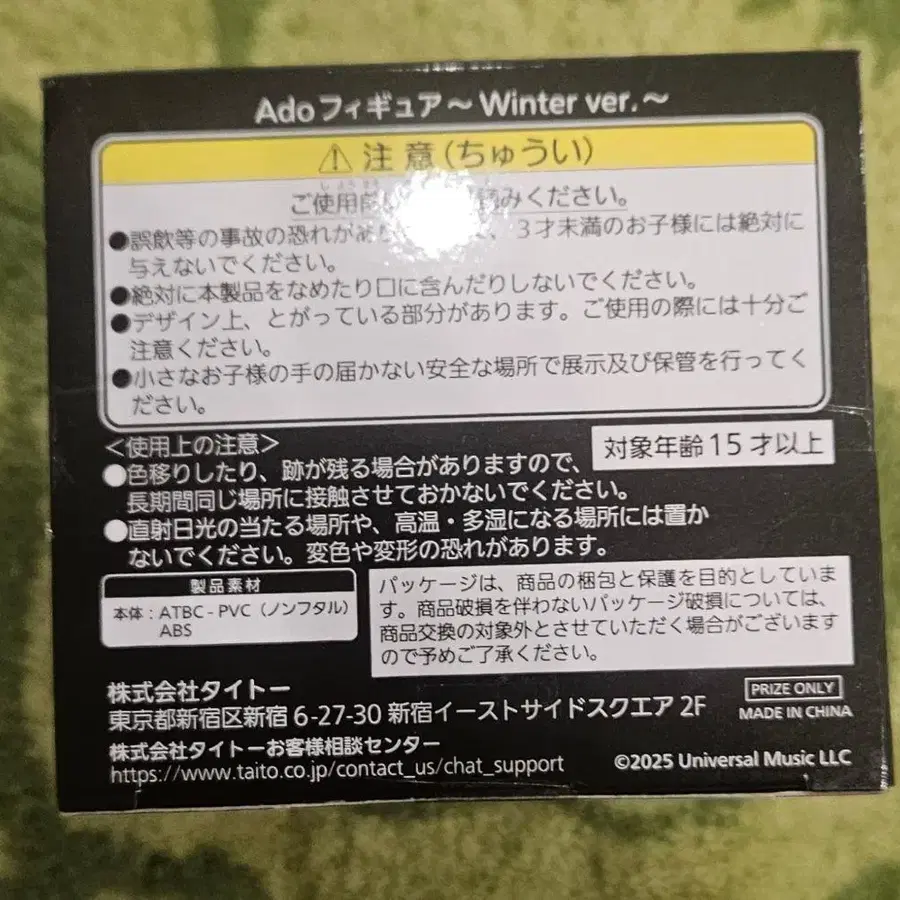 Adoフィギュア～ Winter ver.～
⚠ 注 意(ちゅうい)
ご使用前 みください。
●誤飲等の事故の恐れがあ 、3才未満のお子様には絶対に
与えないでください。
●絶対に本製品をなめたり口に含んだりしないでください。
●デザイン上、とがっている部分があります。ご使用の際には十分ご
注意ください。
●小さなお子様の手の届かない安全な場所で展示及び保管を行ってく
ださい。
＜使用上の注意＞
対象年齢15才以上
●色移りしたり、跡が残る場合がありますので、
長期間同じ場所に接触させておかないでください。
●直射日光の当たる場所や、高温・多湿になる場所には置か
ないでください。変色や変形の恐れがあります。
製品素材
本体：ATBC-PVC（ノンフタル）
ABS
パッケージは、商品の梱包と保護を目的としていま
す。商品破損を伴わないパッケージ破損については、
商品交換の対象外とさせていただく場合がございます
ので予めご了承ください。
株式会社タイトー
東京都新宿区新宿6-27-30 新宿イーストサイドスクエア 2F
株式会社タイトーお客様相談センター
https://www.taito.co.jp/contact_us/chat_support
PRIZE ONLY
MADE IN CHINA
©2025 Universal Music LLC